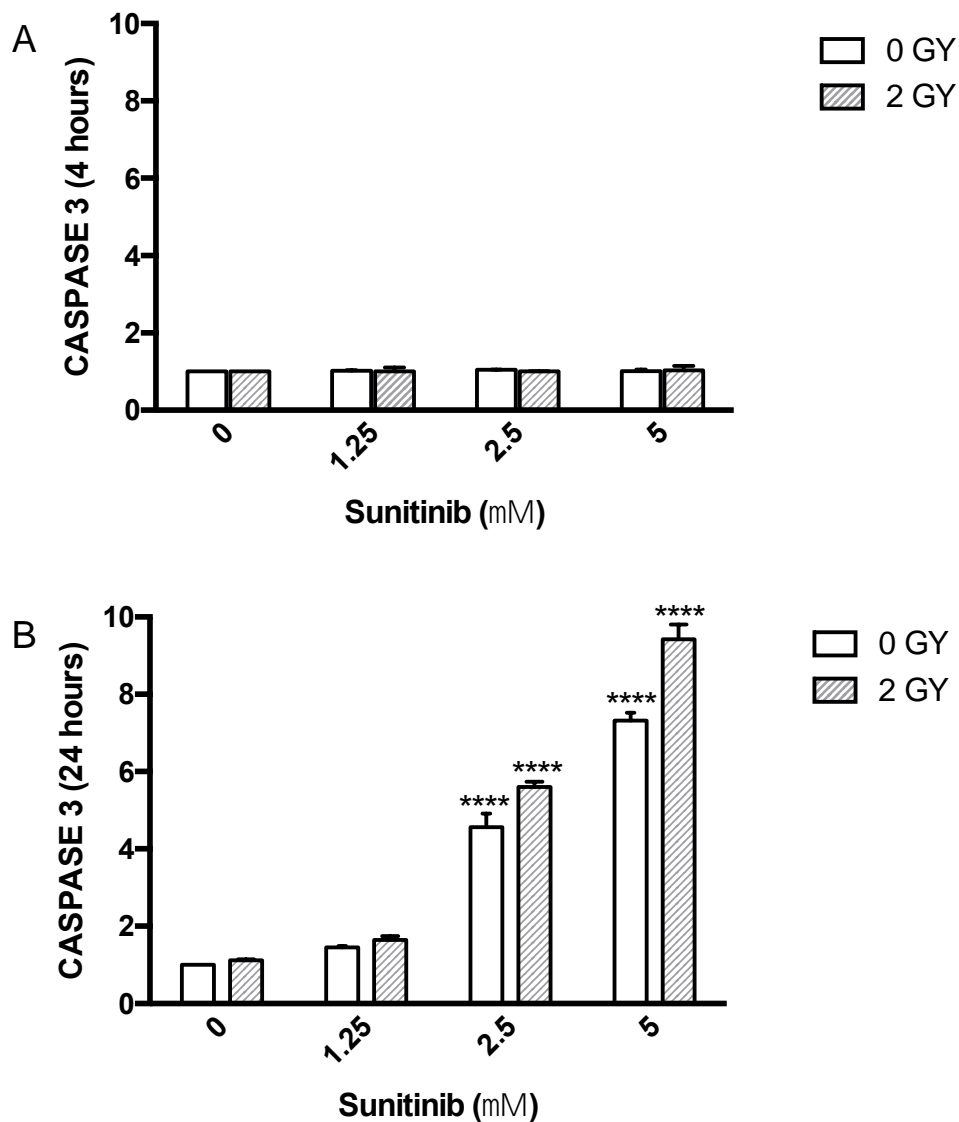 A
10
8
6
4
2
0
CASPASE 3 (4 hours)
0 1.25 2.5 5
Sunitinib (mM)
0 GY
2 GY
B
10
8
6
4
2
0
CASPASE 3 (24 hours)
**** **** **** ****
0 1.25 2.5 5
Sunitinib (mM)
0 GY
2 GY